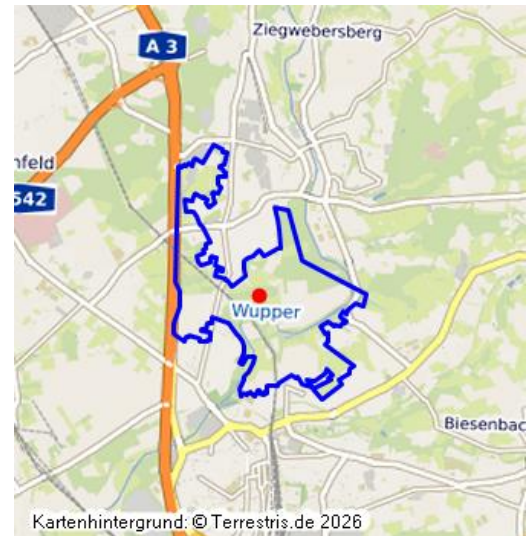 A 3
Ziegwebersberg
nfeld
542
Wupper
Biesenbac
Kartenhintergrund: © Terrestris.de 2026